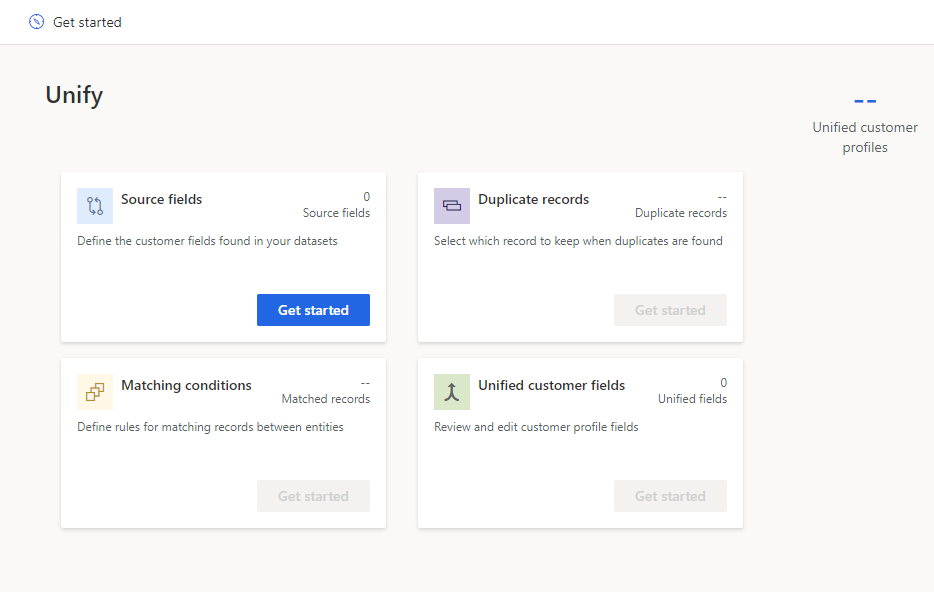 Get started
Unify
--
Unified customer
profiles
Source fields
0
Source fields
Define the customer fields found in your datasets
Get started
Duplicate records
--
Duplicate records
Select which record to keep when duplicates are found
Get started
Matching conditions
--
Matched records
Define rules for matching records between entities
Get started
Unified customer fields
0
Unified fields
Review and edit customer profile fields
Get started